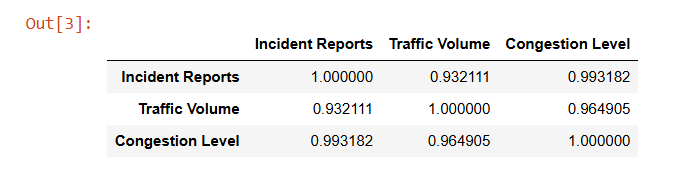 Out[3]:
Incident Reports Traffic Volume Congestion Level
Incident Reports 1.000000 0.932111 0.993182
Traffic Volume 0.932111 1.000000 0.964905
Congestion Level 0.993182 0.964905 1.000000